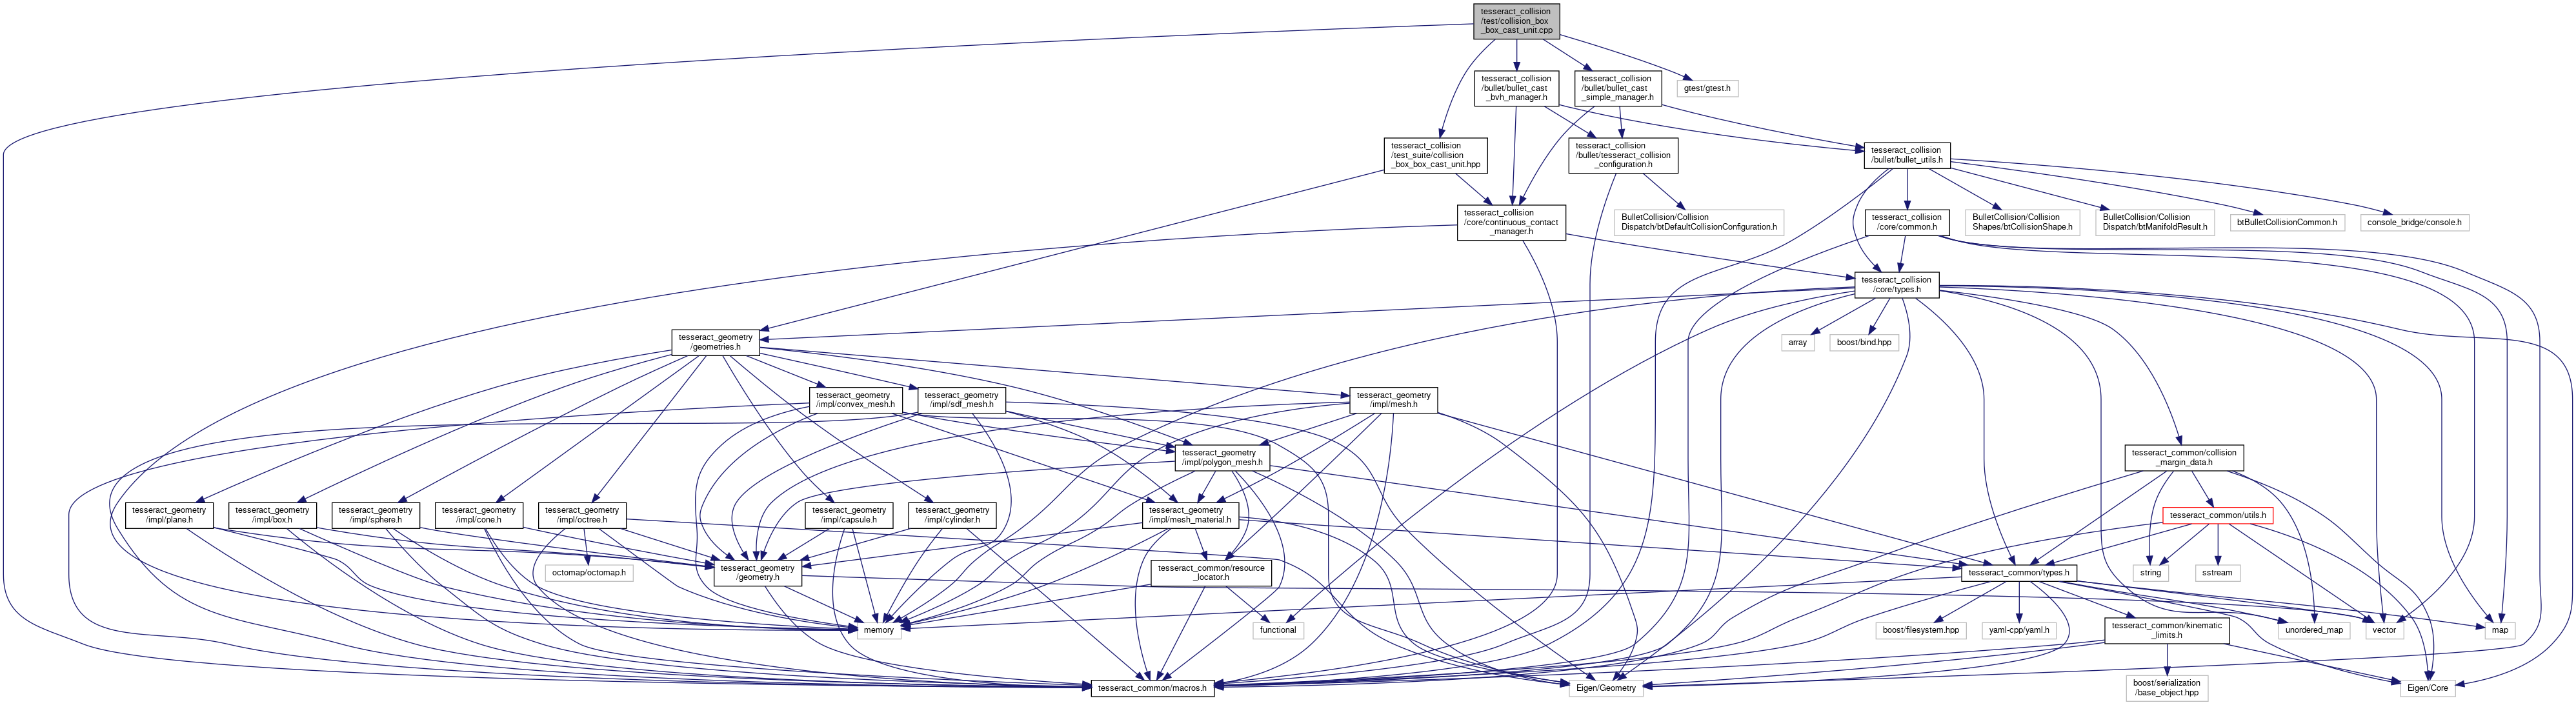 tesseract_collision
/test/collision_box
_box_cast_unit.cpp
tesseract_collision
/bullet/bullet_cast
_bvh_manager.h
tesseract_collision
/bullet/bullet_cast
_simple_manager.h
gtest/gtest.h
tesseract_collision
/test_suite/collision
_box_box_cast_unit.hpp
tesseract_collision
/bullet/tesseract_collision
_configuration.h
tesseract_collision
/bullet/bullet_utils.h
tesseract_collision
/core/continuous_contact
_manager.h
BulletCollision/Collision
Dispatch/btDefaultCollisionConfiguration.h
tesseract_collision
/core/common.h
BulletCollision/Collision
Shapes/btCollisionShape.h
BulletCollision/Collision
Dispatch/btManifoldResult.h
btBulletCollisionCommon.h
console_bridge/console.h
tesseract_collision
/core/types.h
tesseract_geometry
/geometries.h
array
boost/bind.hpp
tesseract_geometry
/impl/convex_mesh.h
tesseract_geometry
/impl/sdf_mesh.h
tesseract_geometry
/impl/mesh.h
tesseract_geometry
/impl/polygon_mesh.h
tesseract_common/collision
_margin_data.h
tesseract_geometry
/impl/plane.h
tesseract_geometry
/impl/box.h
tesseract_geometry
/impl/sphere.h
tesseract_geometry
/impl/cone.h
tesseract_geometry
/impl/octree.h
tesseract_geometry
/impl/capsule.h
tesseract_geometry
/impl/cylinder.h
tesseract_geometry
/impl/mesh_material.h
tesseract_common/utils.h
octomap/octomap.h
tesseract_geometry
/geometry.h
tesseract_common/resource
_locator.h
tesseract_common/types.h
string
sstream
memory
functional
boost/filesystem.hpp
yaml-cpp/yaml.h
tesseract_common/kinematic
_limits.h
unordered_map
vector
map
tesseract_common/macros.h
Eigen/Geometry
boost/serialization
/base_object.hpp
Eigen/Core